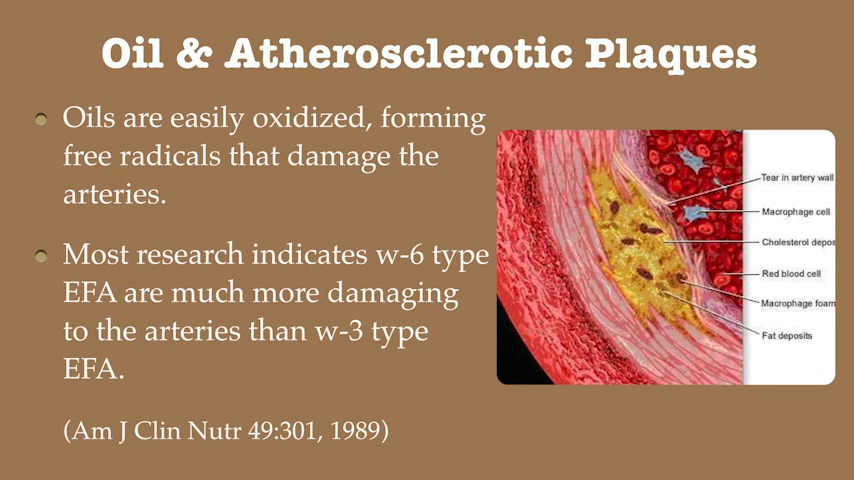 Oil & Atherosclerotic Plaques
Oils are easily oxidized, forming
free radicals that damage the
arteries.
Most research indicates w-6 type
EFA are much more damaging
to the arteries than w-3 type
EFA.
(Am J Clin Nutr 49:301, 1989)
Tear in artery wall
Macrophage cell
Cholesterol depos
Red blood cell
Macrophage foam
Fat deposits